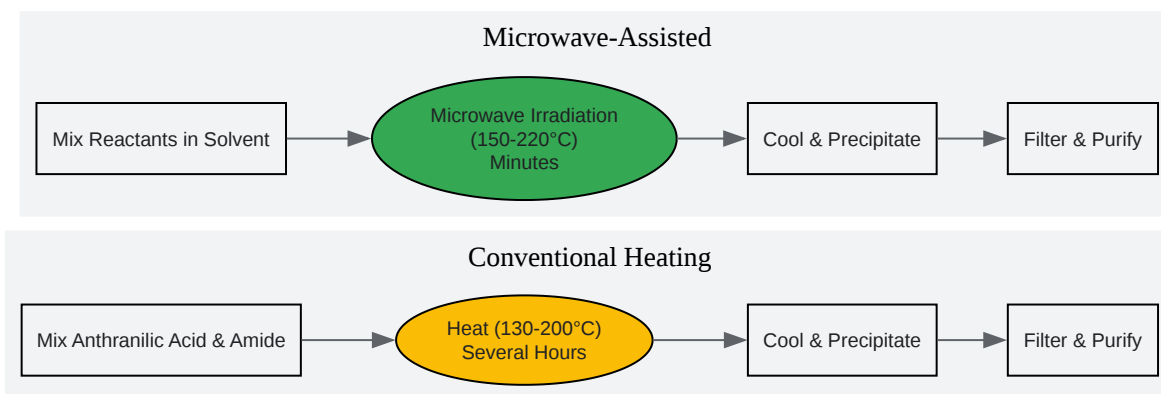 Microwave-Assisted
Mix Reactants in Solvent
Microwave Irradiation
(150-220°C)
Minutes
Cool & Precipitate
Filter & Purify
Conventional Heating
Mix Anthranilic Acid & Amide
Heat (130-200°C)
Several Hours
Cool & Precipitate
Filter & Purify